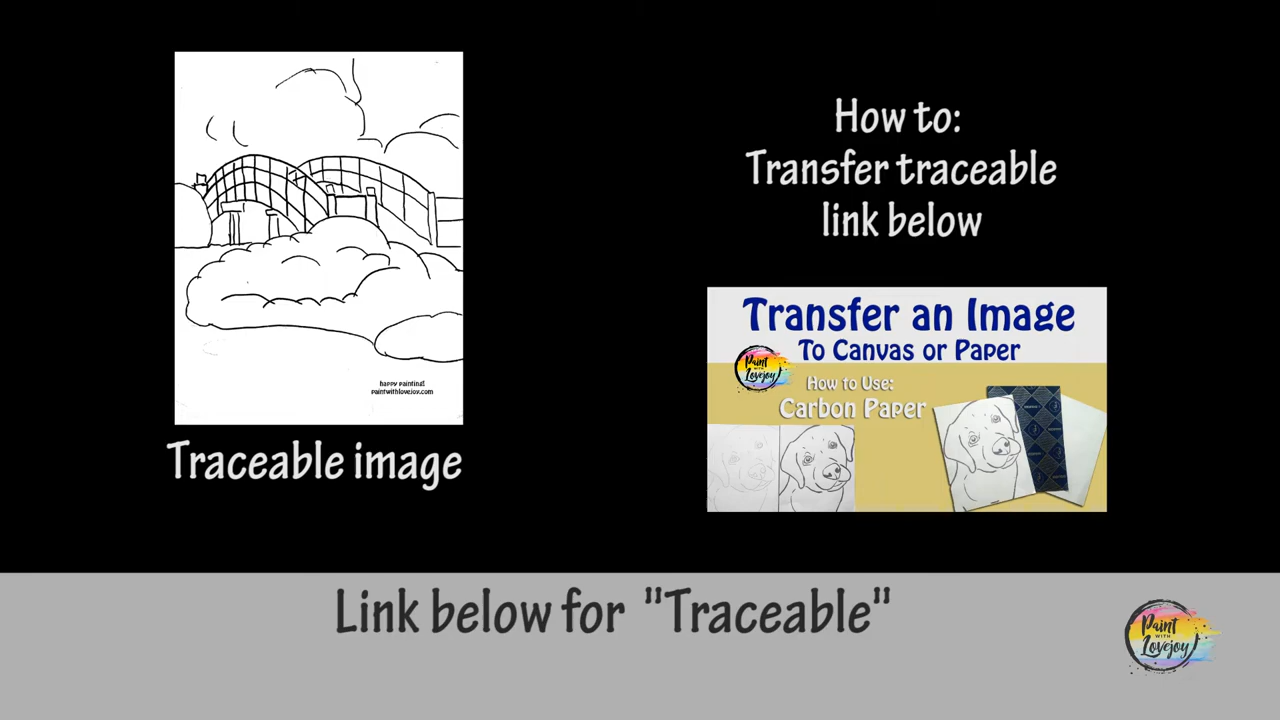 happy painting!
paintwithlovejoy.com
Traceable image
How to:
Transfer traceable
link below
Transfer an Image
To Canvas or Paper
Paint
WITH
Lovejoy
How to Use:
Carbon Paper
Link below for "Traceable"
Paint
WITH
Lovejoy